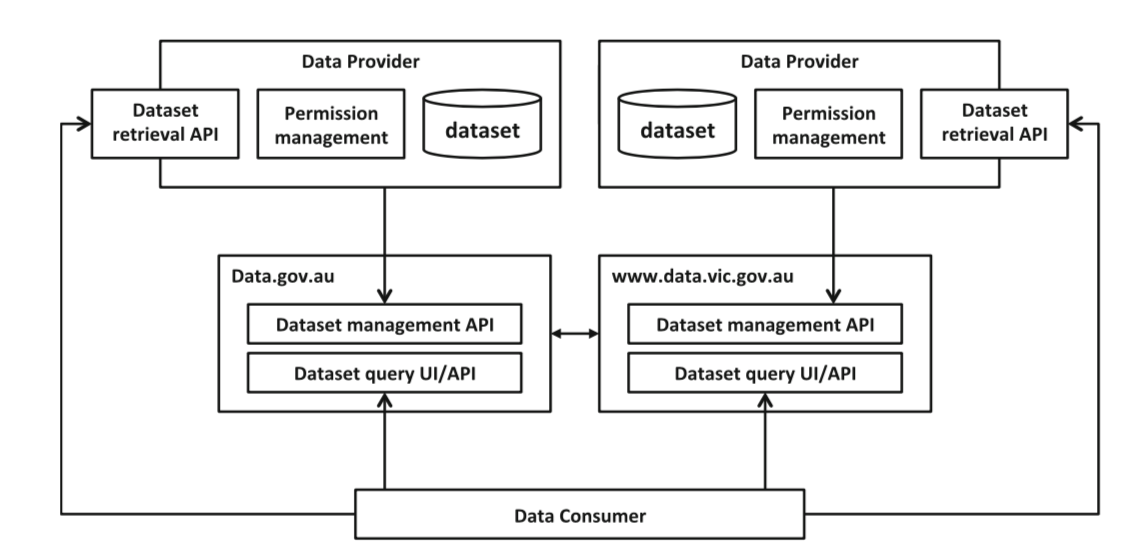 Data Provider
Dataset
retrieval API
Permission
management
dataset
Data Provider
dataset
Permission
management
Dataset
retrieval API
Data.gov.au
Dataset management API
Dataset query UI/API
www.data.vic.gov.au
Dataset management API
Dataset query UI/API
Data Consumer